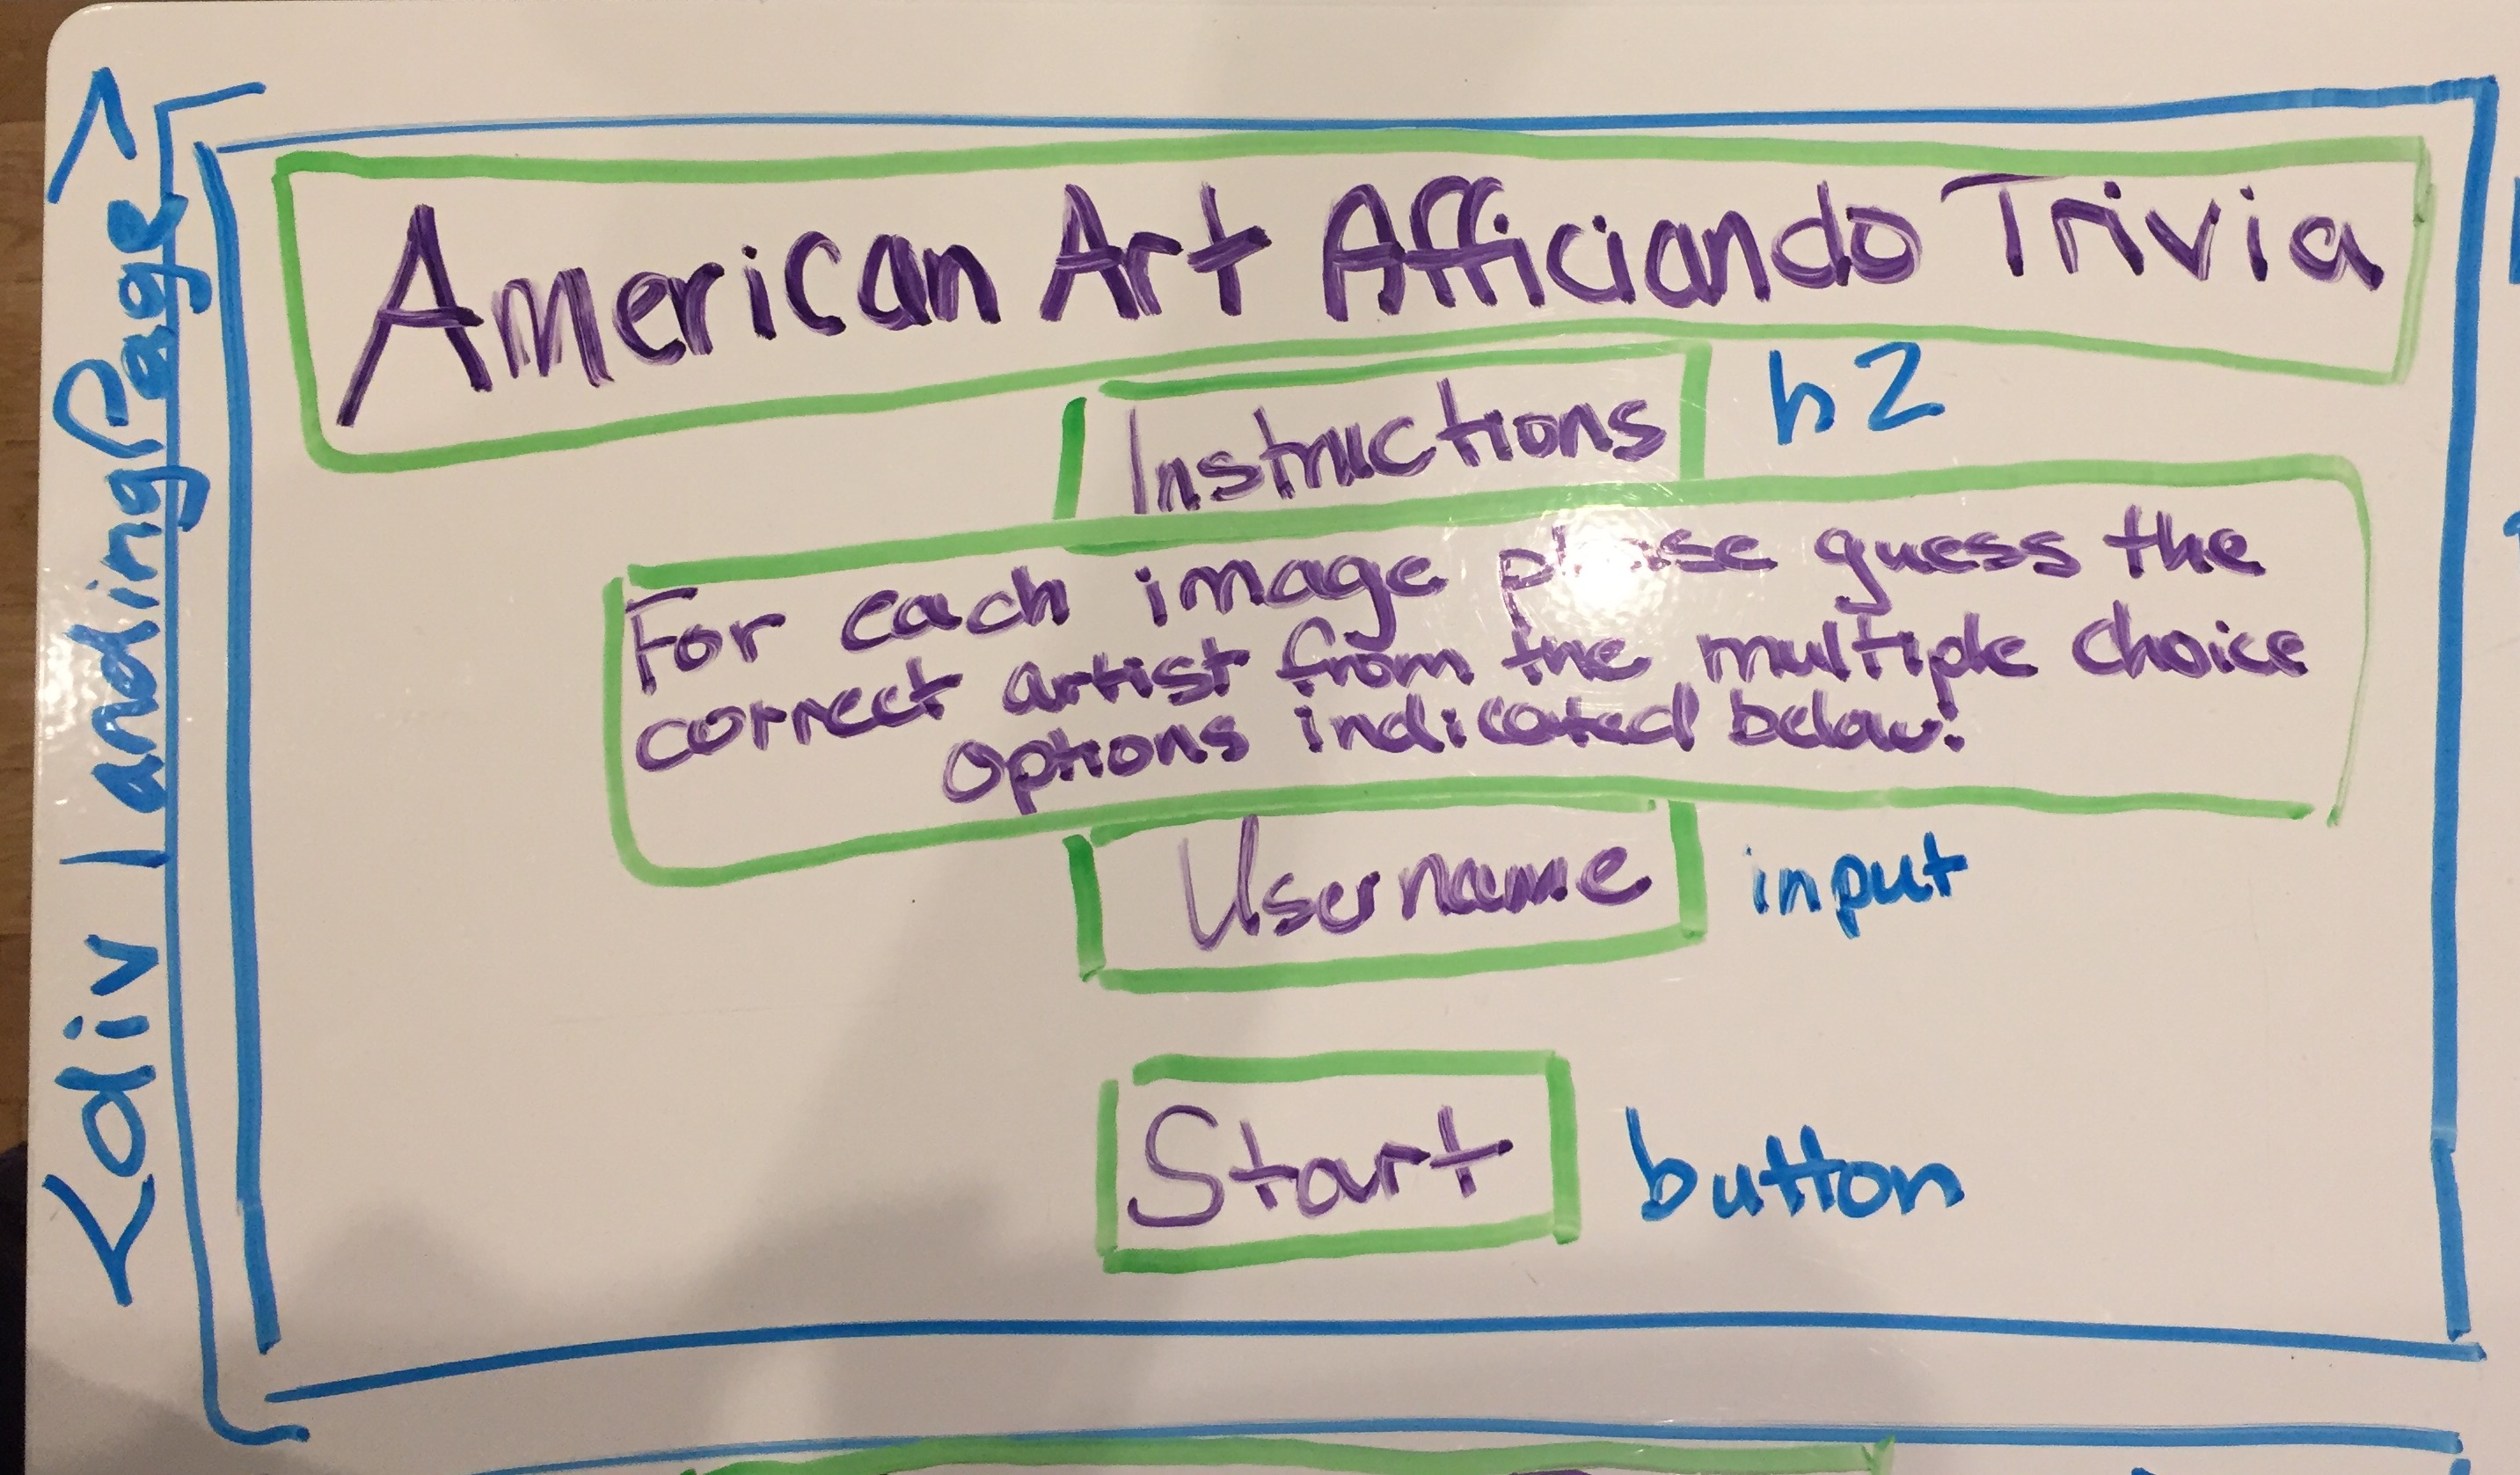 American Art Afficiando Trivia
Instructions h2
For each image please guess the
correct artist from the multiple choice
options indicated below:
Username input
Start button
<div landingPage>